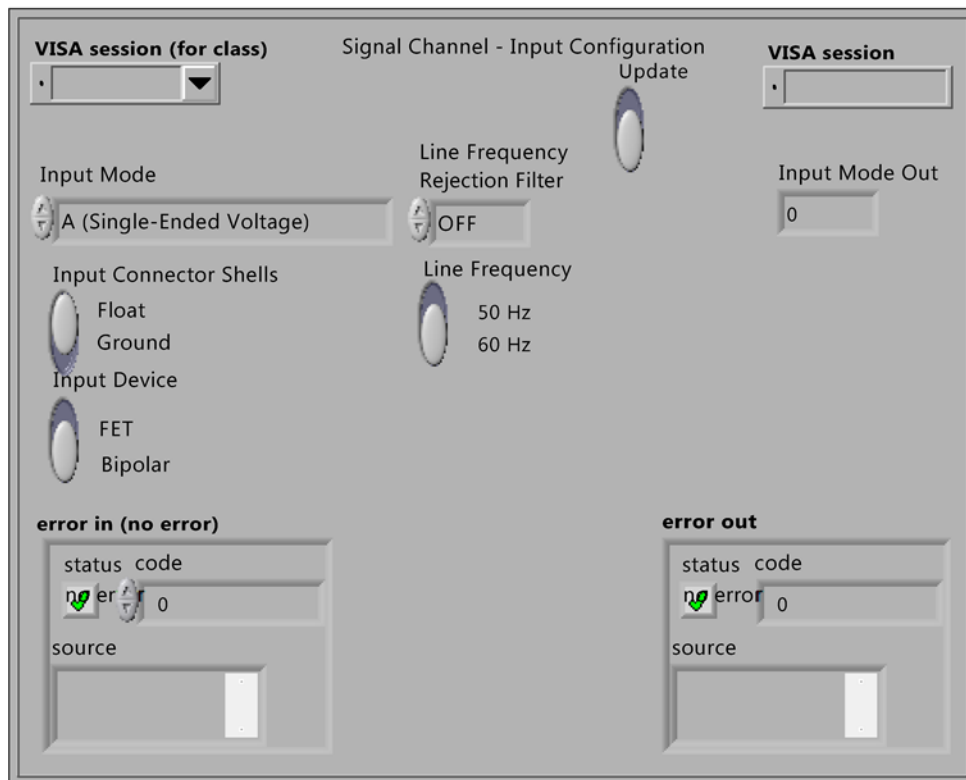 VISA session (for class)
Signal Channel - Input Configuration
Update
VISA session
Input Mode
A (Single-Ended Voltage)
Line Frequency
Rejection Filter
OFF
Input Mode Out
0
Input Connector Shells
Float
Ground
Line Frequency
50 Hz
60 Hz
Input Device
FET
Bipolar
error in (no error)
status code
no error
0
source
error out
status code
no error
0
source